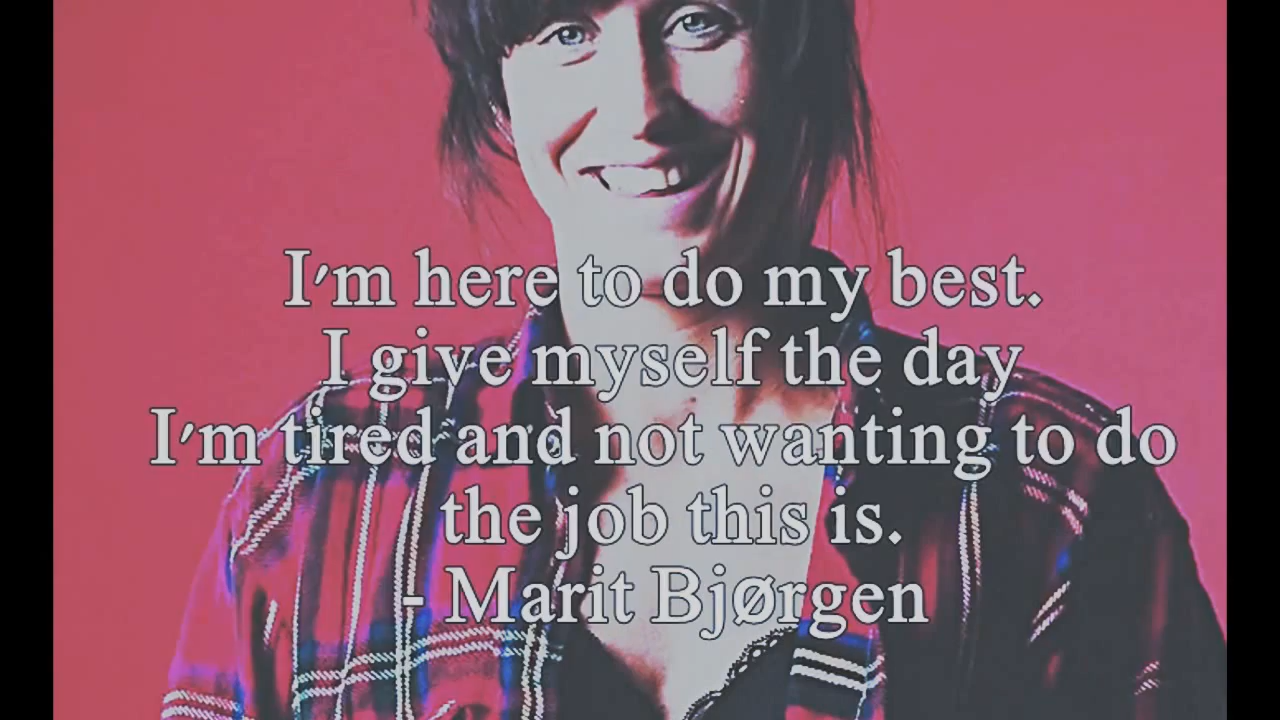 I'm here to do my best.
I give myself the day
I'm tired and not wanting to do
the job this is.
- Marit Bjørgen